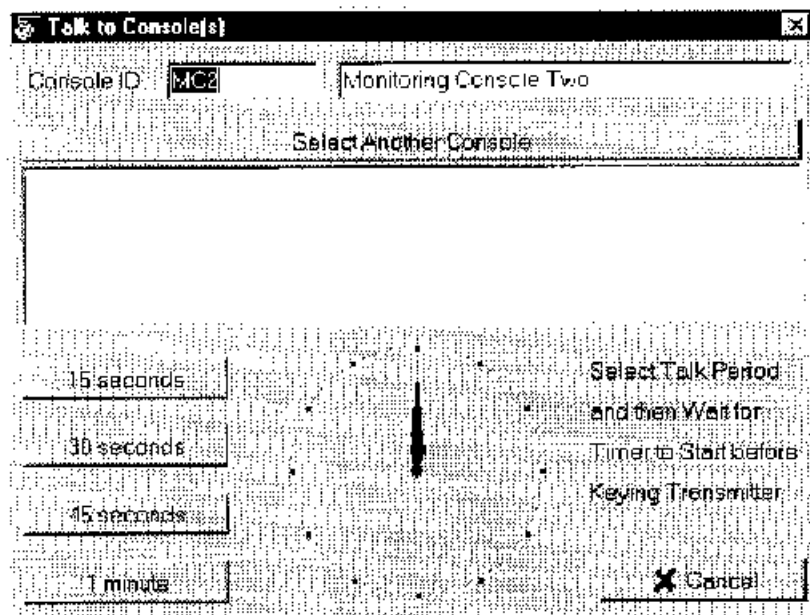 Talk to Console(s)
Console ID MC2 Monitoring Console Two
Select Another Console
15 seconds
30 seconds
45 seconds
1 minute
Select Talk Period
and then Wait for
Timer to Start before
Keying Transmitter
Cancel